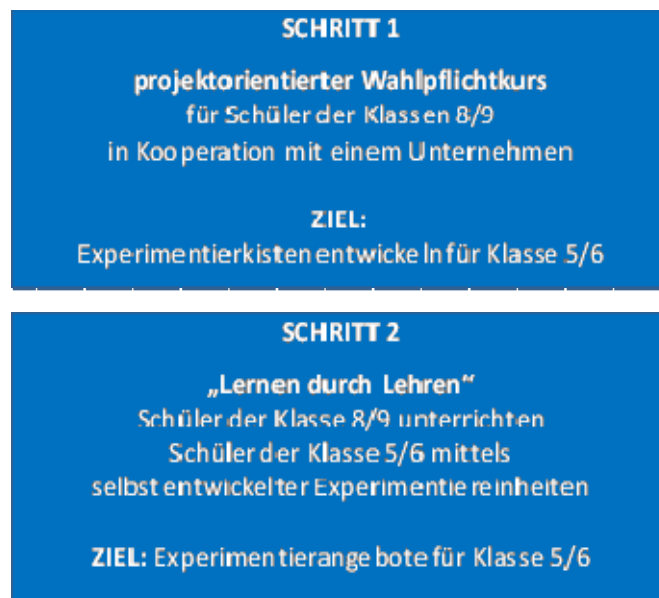 SCHRITT 1
projektorientierter Wahlpflichtkurs
für Schüler der Klassen 8/9
in Kooperation mit einem Unternehmen
ZIEL:
Experimentierkisten entwickeln für Klasse 5/6
SCHRITT 2
„Lernen durch Lehren“
Schüler der Klasse 8/9 unterrichten
Schüler der Klasse 5/6 mittels
selbst entwickelter Experimentiereinheiten
ZIEL: Experimentierangebote für Klasse 5/6